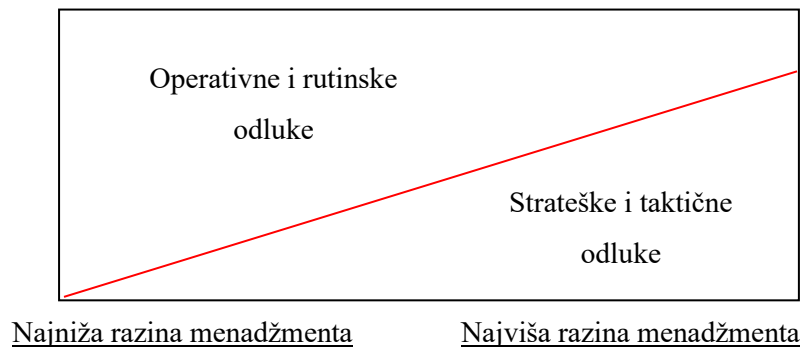 Operativne i rutinske
odluke
Strateške i taktične
odluke
Najniža razina menadžmenta
Najviša razina menadžmenta